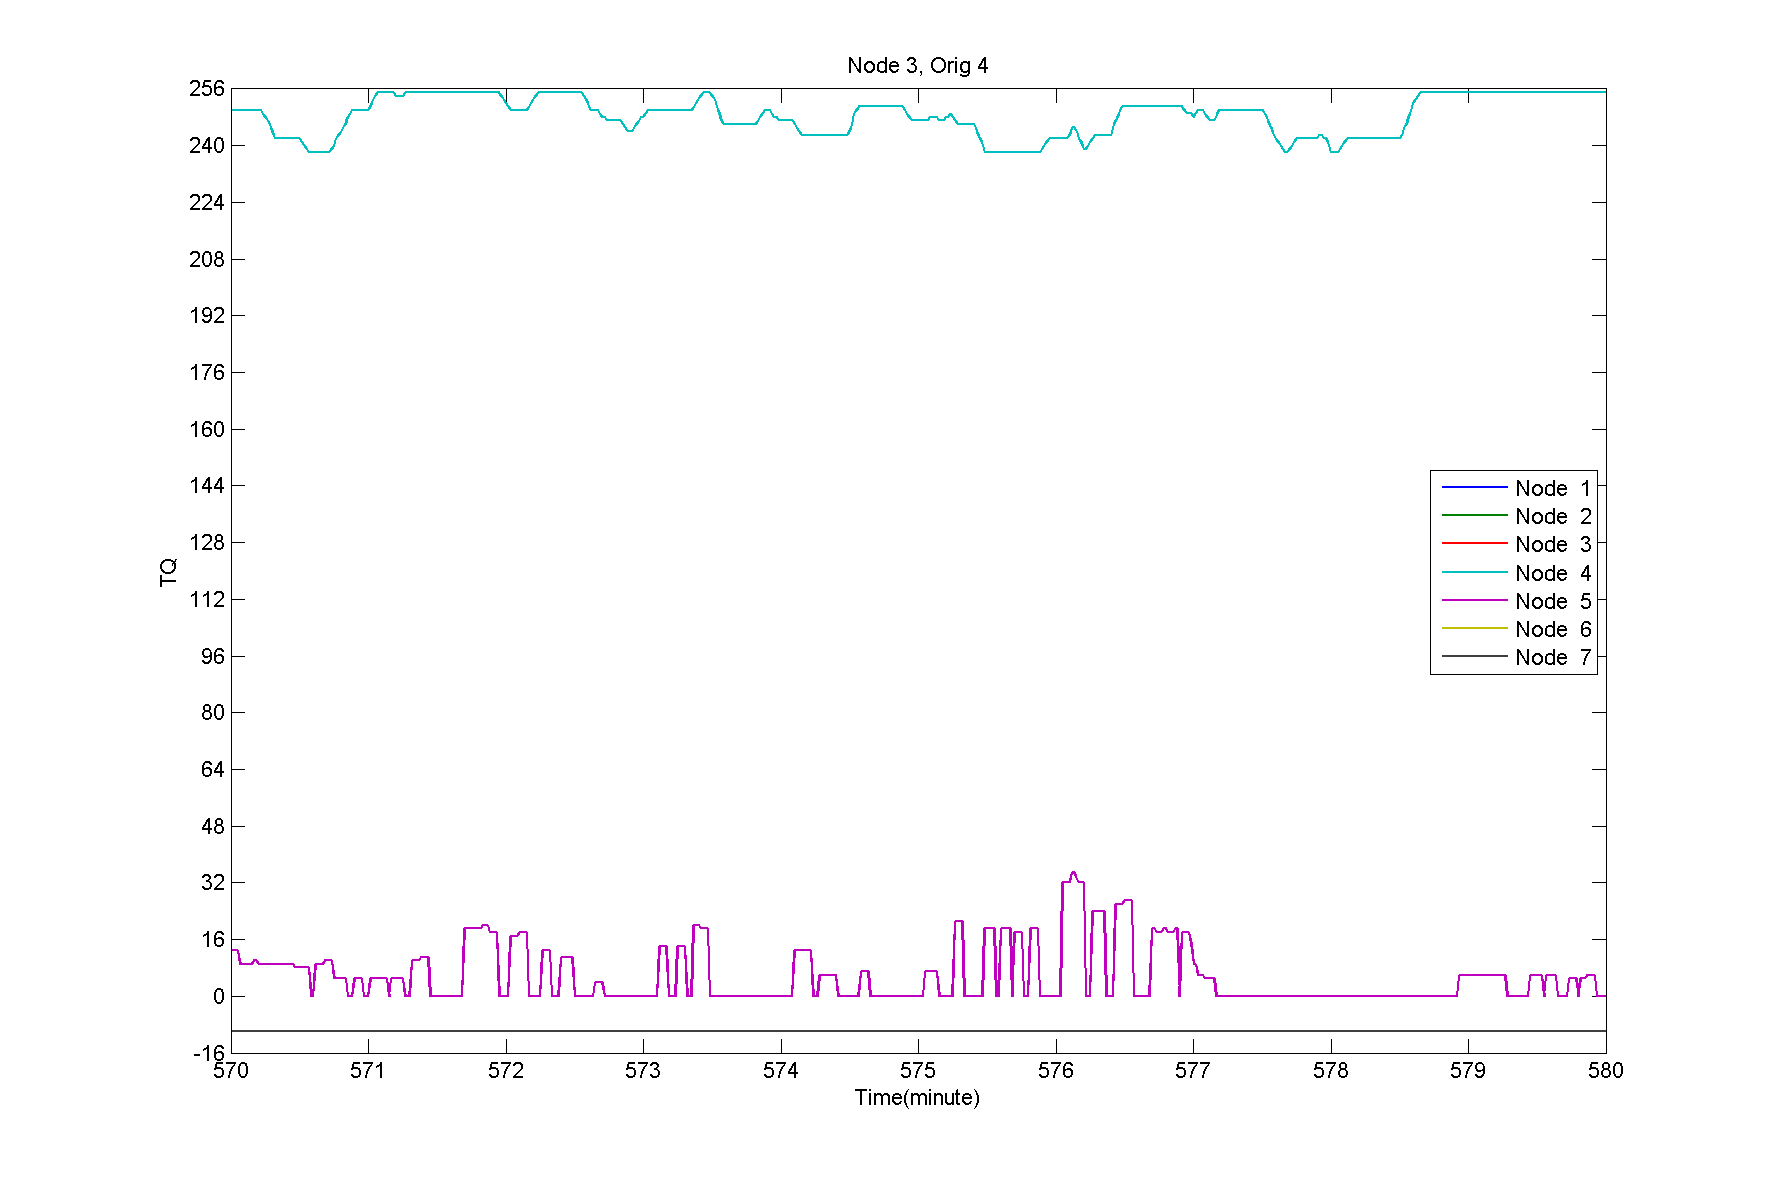 Node 3, Orig 4
256
240
224
208
192
176
160
144
128
112
96
80
64
48
32
16
0
-16
TQ
Node 1
Node 2
Node 3
Node 4
Node 5
Node 6
Node 7
570 571 572 573 574 575 576 577 578 579 580
Time(minute)